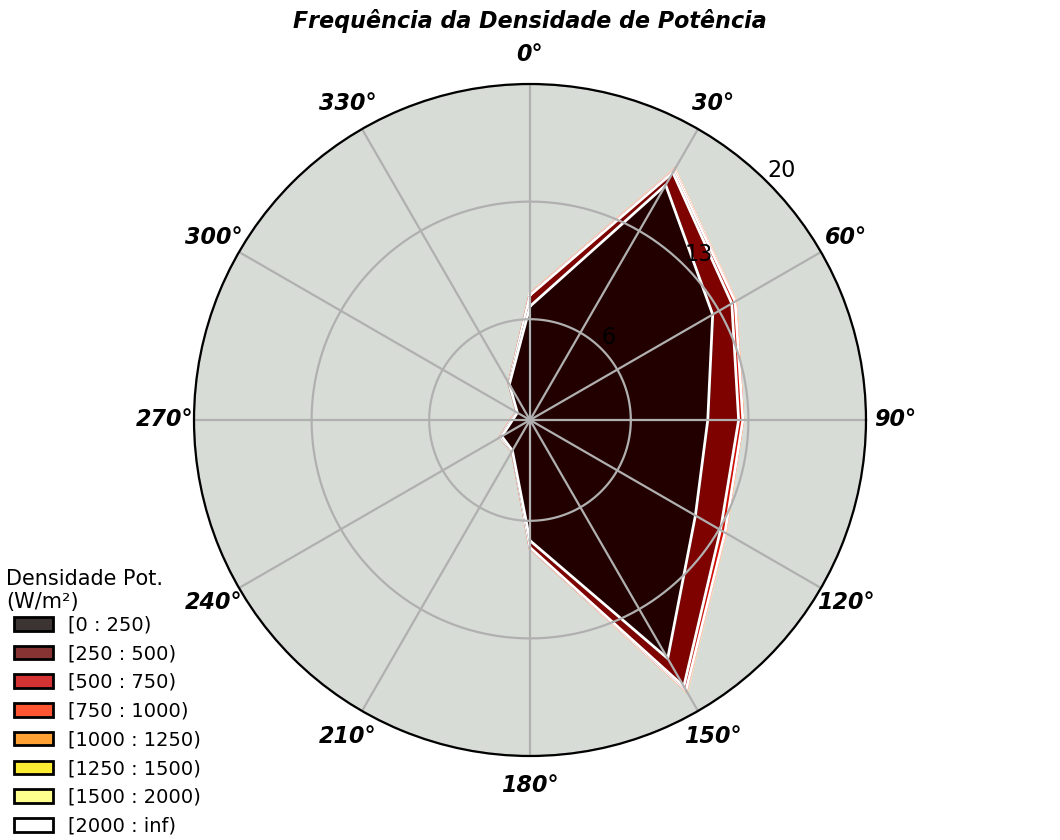 Frequência da Densidade de Potência
0°
330°
30°
20
300°
60°
13
6
270°
90°
Densidade Pot.
(W/m²)
240°
120°
[0 : 250)
[250 : 500)
[500 : 750)
[750 : 1000)
210°
150°
[1000 : 1250)
[1250 : 1500)
180°
[1500 : 2000)
[2000 : inf)